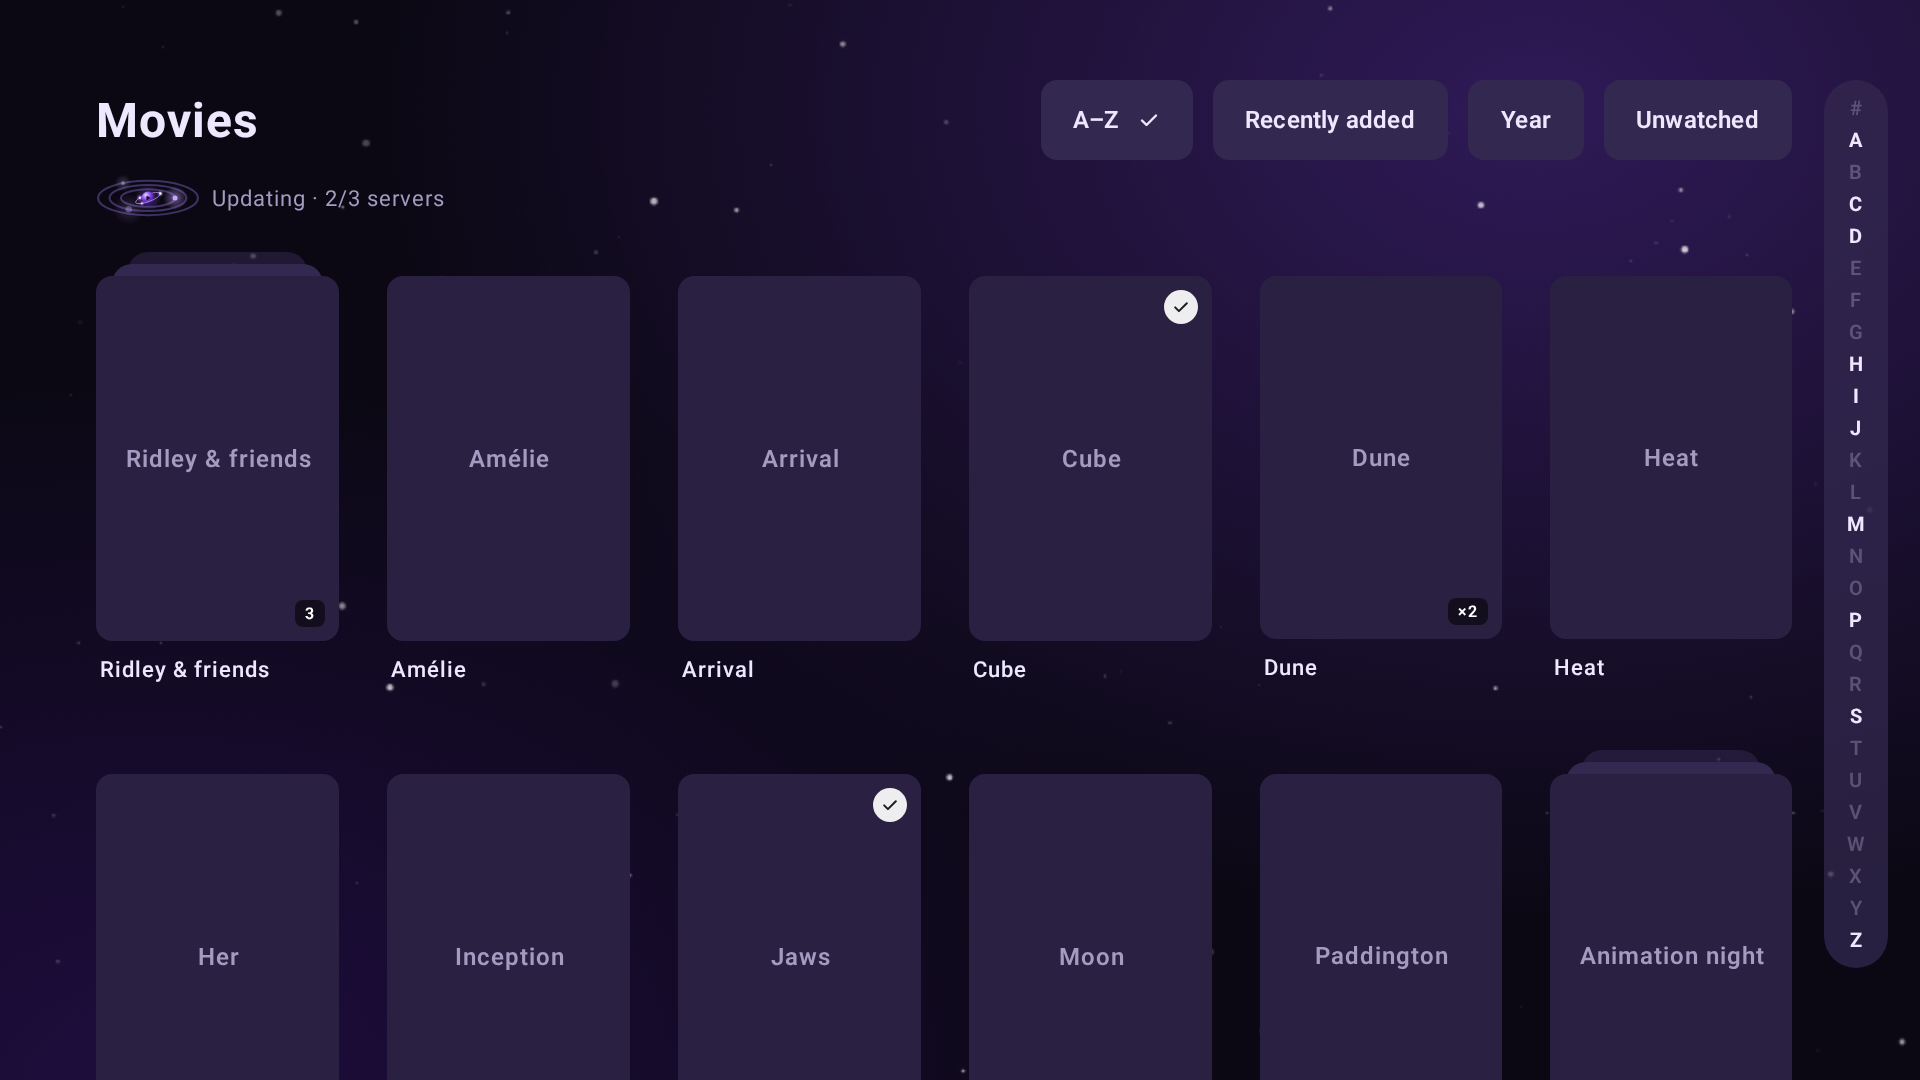 Movies
A–Z
Recently added
Year
Unwatched
Updating · 2/3 servers
Ridley & friends
3
Ridley & friends
Amélie
Amélie
Arrival
Arrival
Cube
Cube
Dune
×2
Dune
Heat
Heat
Her
Inception
Jaws
Moon
Paddington
Animation night
#
A
B
C
D
E
F
G
H
I
J
K
L
M
N
O
P
Q
R
S
T
U
V
W
X
Y
Z